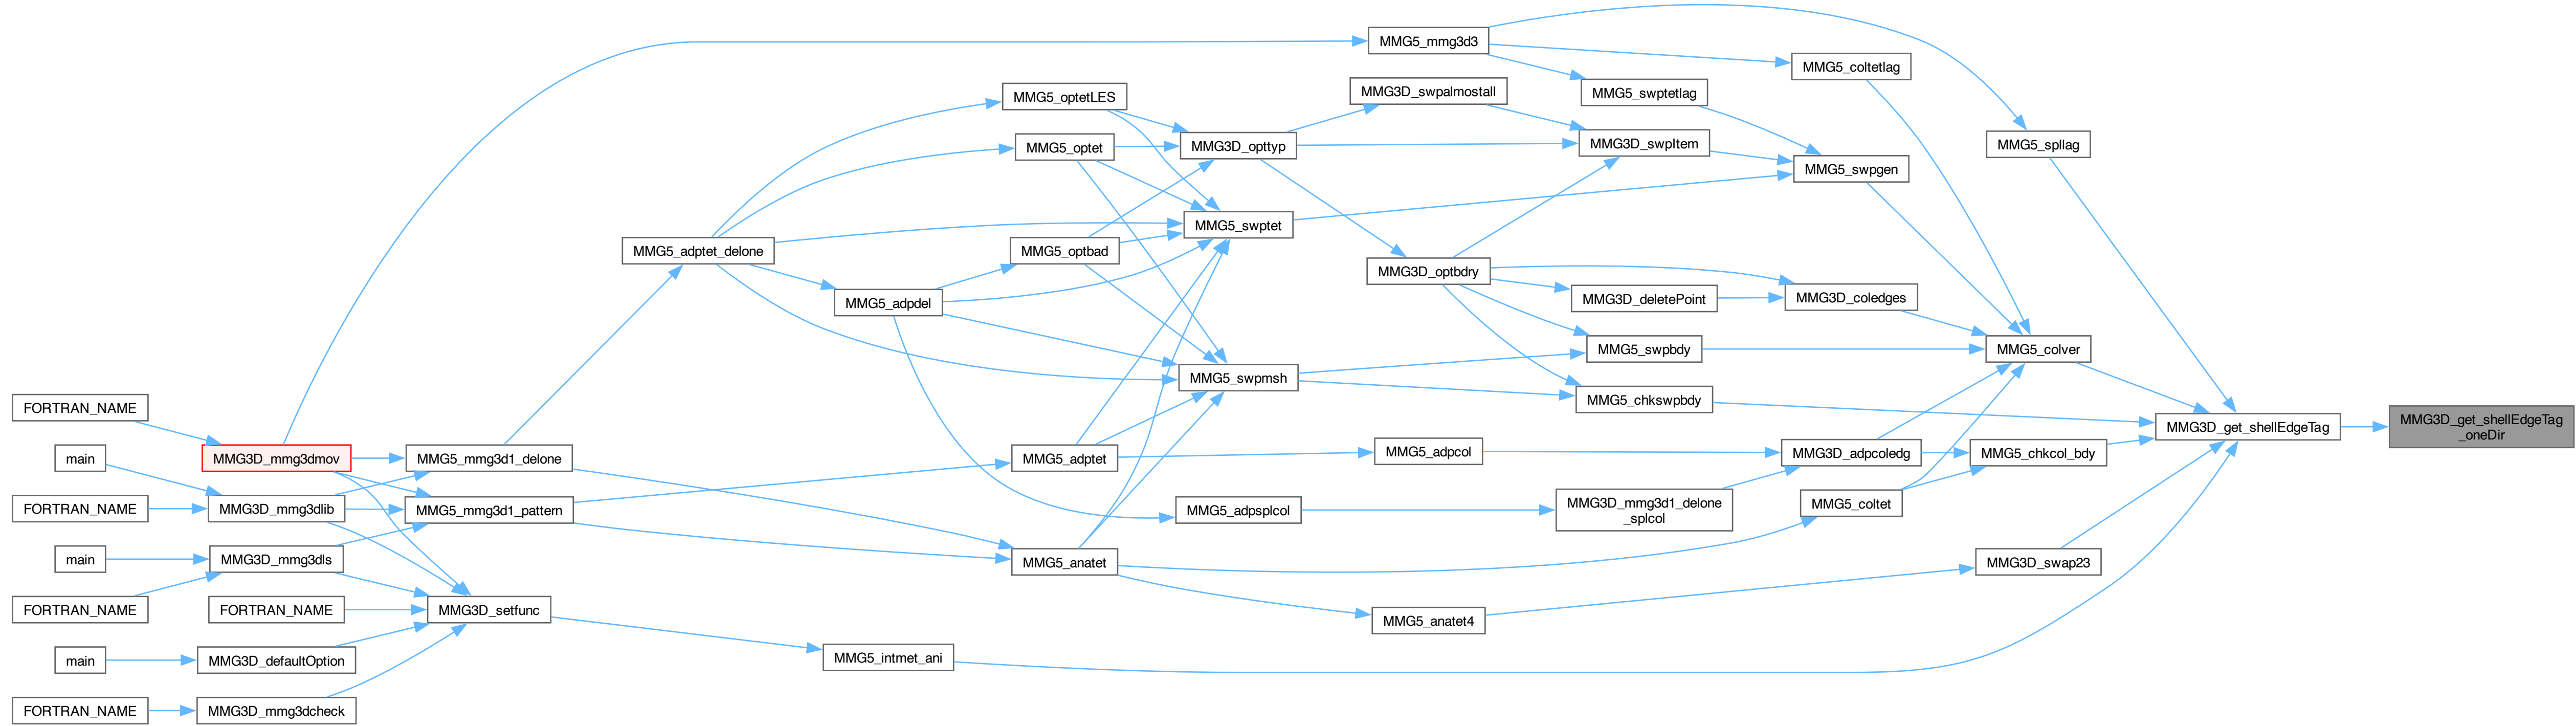 FORTRAN_NAME
main
FORTRAN_NAME
main
FORTRAN_NAME
main
FORTRAN_NAME
MMG3D_mmg3dmov
MMG3D_mmg3dlib
MMG3D_mmg3dls
FORTRAN_NAME
MMG3D_defaultOption
MMG3D_mmg3dcheck
MMG5_mmg3d1_delone
MMG5_mmg3d1_pattern
MMG3D_setfunc
MMG5_adptet_delone
MMG5_adpdel
MMG5_intmet_ani
MMG5_optetLES
MMG5_optet
MMG5_optbad
MMG5_adptet
MMG5_anatet
MMG3D_opttyp
MMG5_swptet
MMG5_swpmsh
MMG5_adpsplcol
MMG5_mmg3d3
MMG3D_swpalmostall
MMG3D_optbdry
MMG5_adpcol
MMG5_anatet4
MMG5_swptetlag
MMG3D_swpItem
MMG3D_deletePoint
MMG5_swpbdy
MMG5_chkswpbdy
MMG3D_mmg3d1_delone
_splcol
MMG5_coltetlag
MMG5_swpgen
MMG3D_coledges
MMG3D_adpcoledg
MMG5_coltet
MMG5_spllag
MMG5_colver
MMG5_chkcol_bdy
MMG3D_swap23
MMG3D_get_shellEdgeTag
MMG3D_get_shellEdgeTag
_oneDir